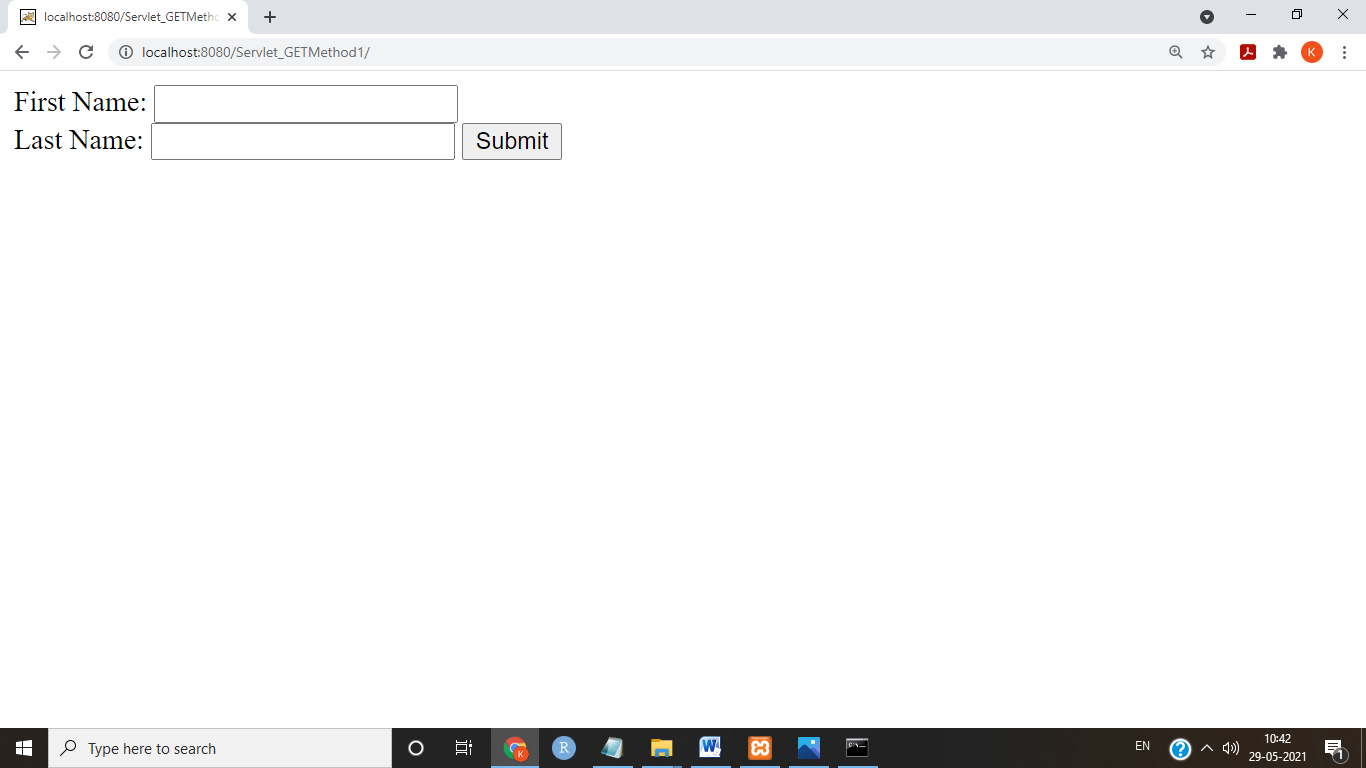 localhost:8080/Servlet_GETMetho
localhost:8080/Servlet_GETMethod1/
K
First Name:
Last Name: Submit
Type here to search
K
R
W
EN
10:42
29-05-2021
1